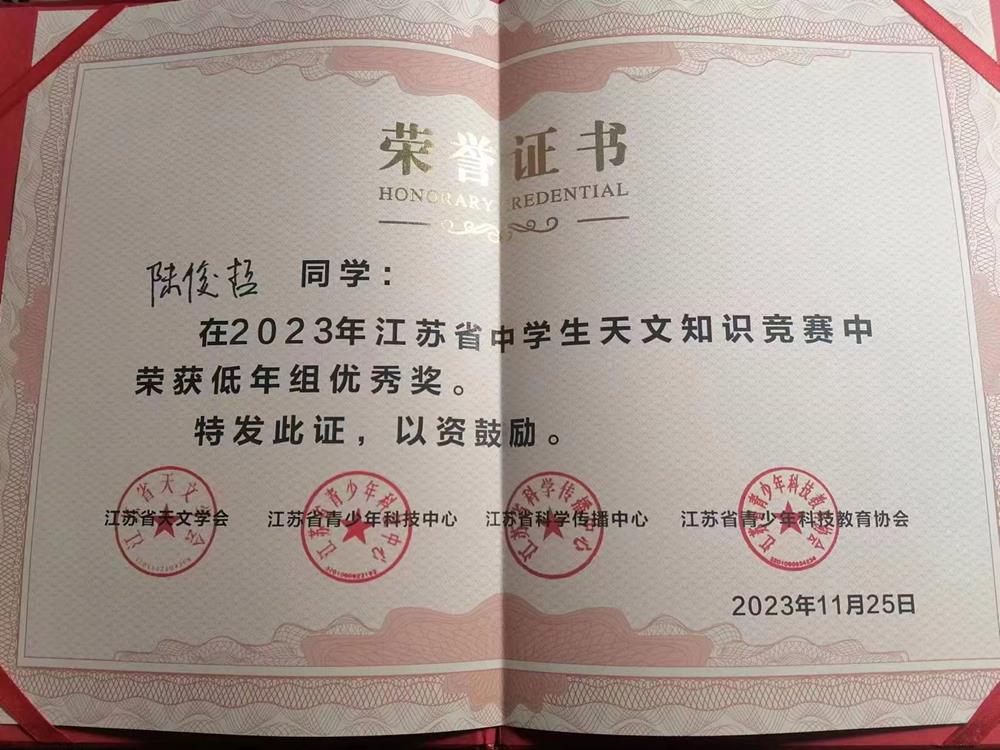 荣誉证书
HONORARY CREDENTIAL
陆俊哲 同学：
在2023年江苏省中学生天文知识竞赛中
荣获低年组优秀奖。
特发此证，以资鼓励。
江苏省天文学会 江苏省青少年科技中心 江苏省科学传播中心 江苏省青少年科技教育协会
2023年11月25日